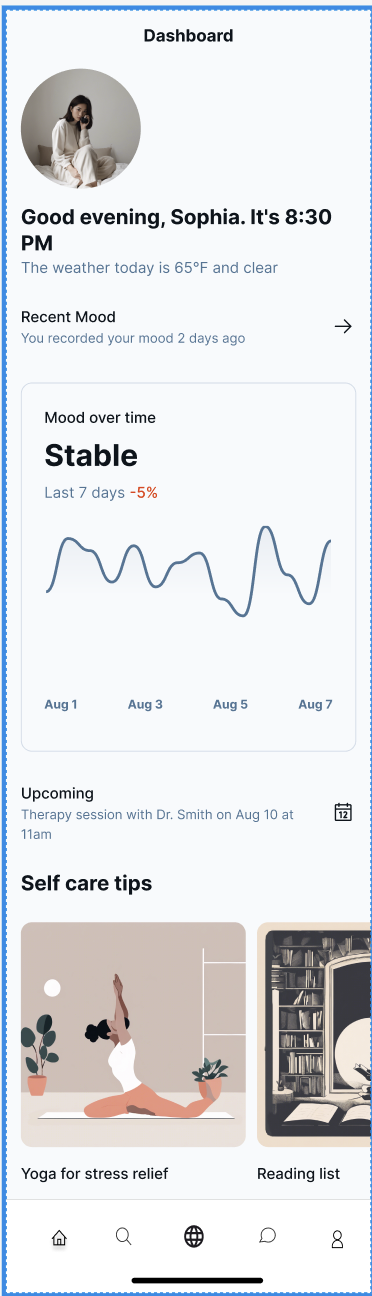 Dashboard
Good evening, Sophia. It's 8:30
PM
The weather today is 65°F and clear
Recent Mood
You recorded your mood 2 days ago
Mood over time
Stable
Last 7 days -5%
Aug 1 Aug 3 Aug 5 Aug 7
Upcoming
Therapy session with Dr. Smith on Aug 10 at
11am
12
Self care tips
Yoga for stress relief
Reading list